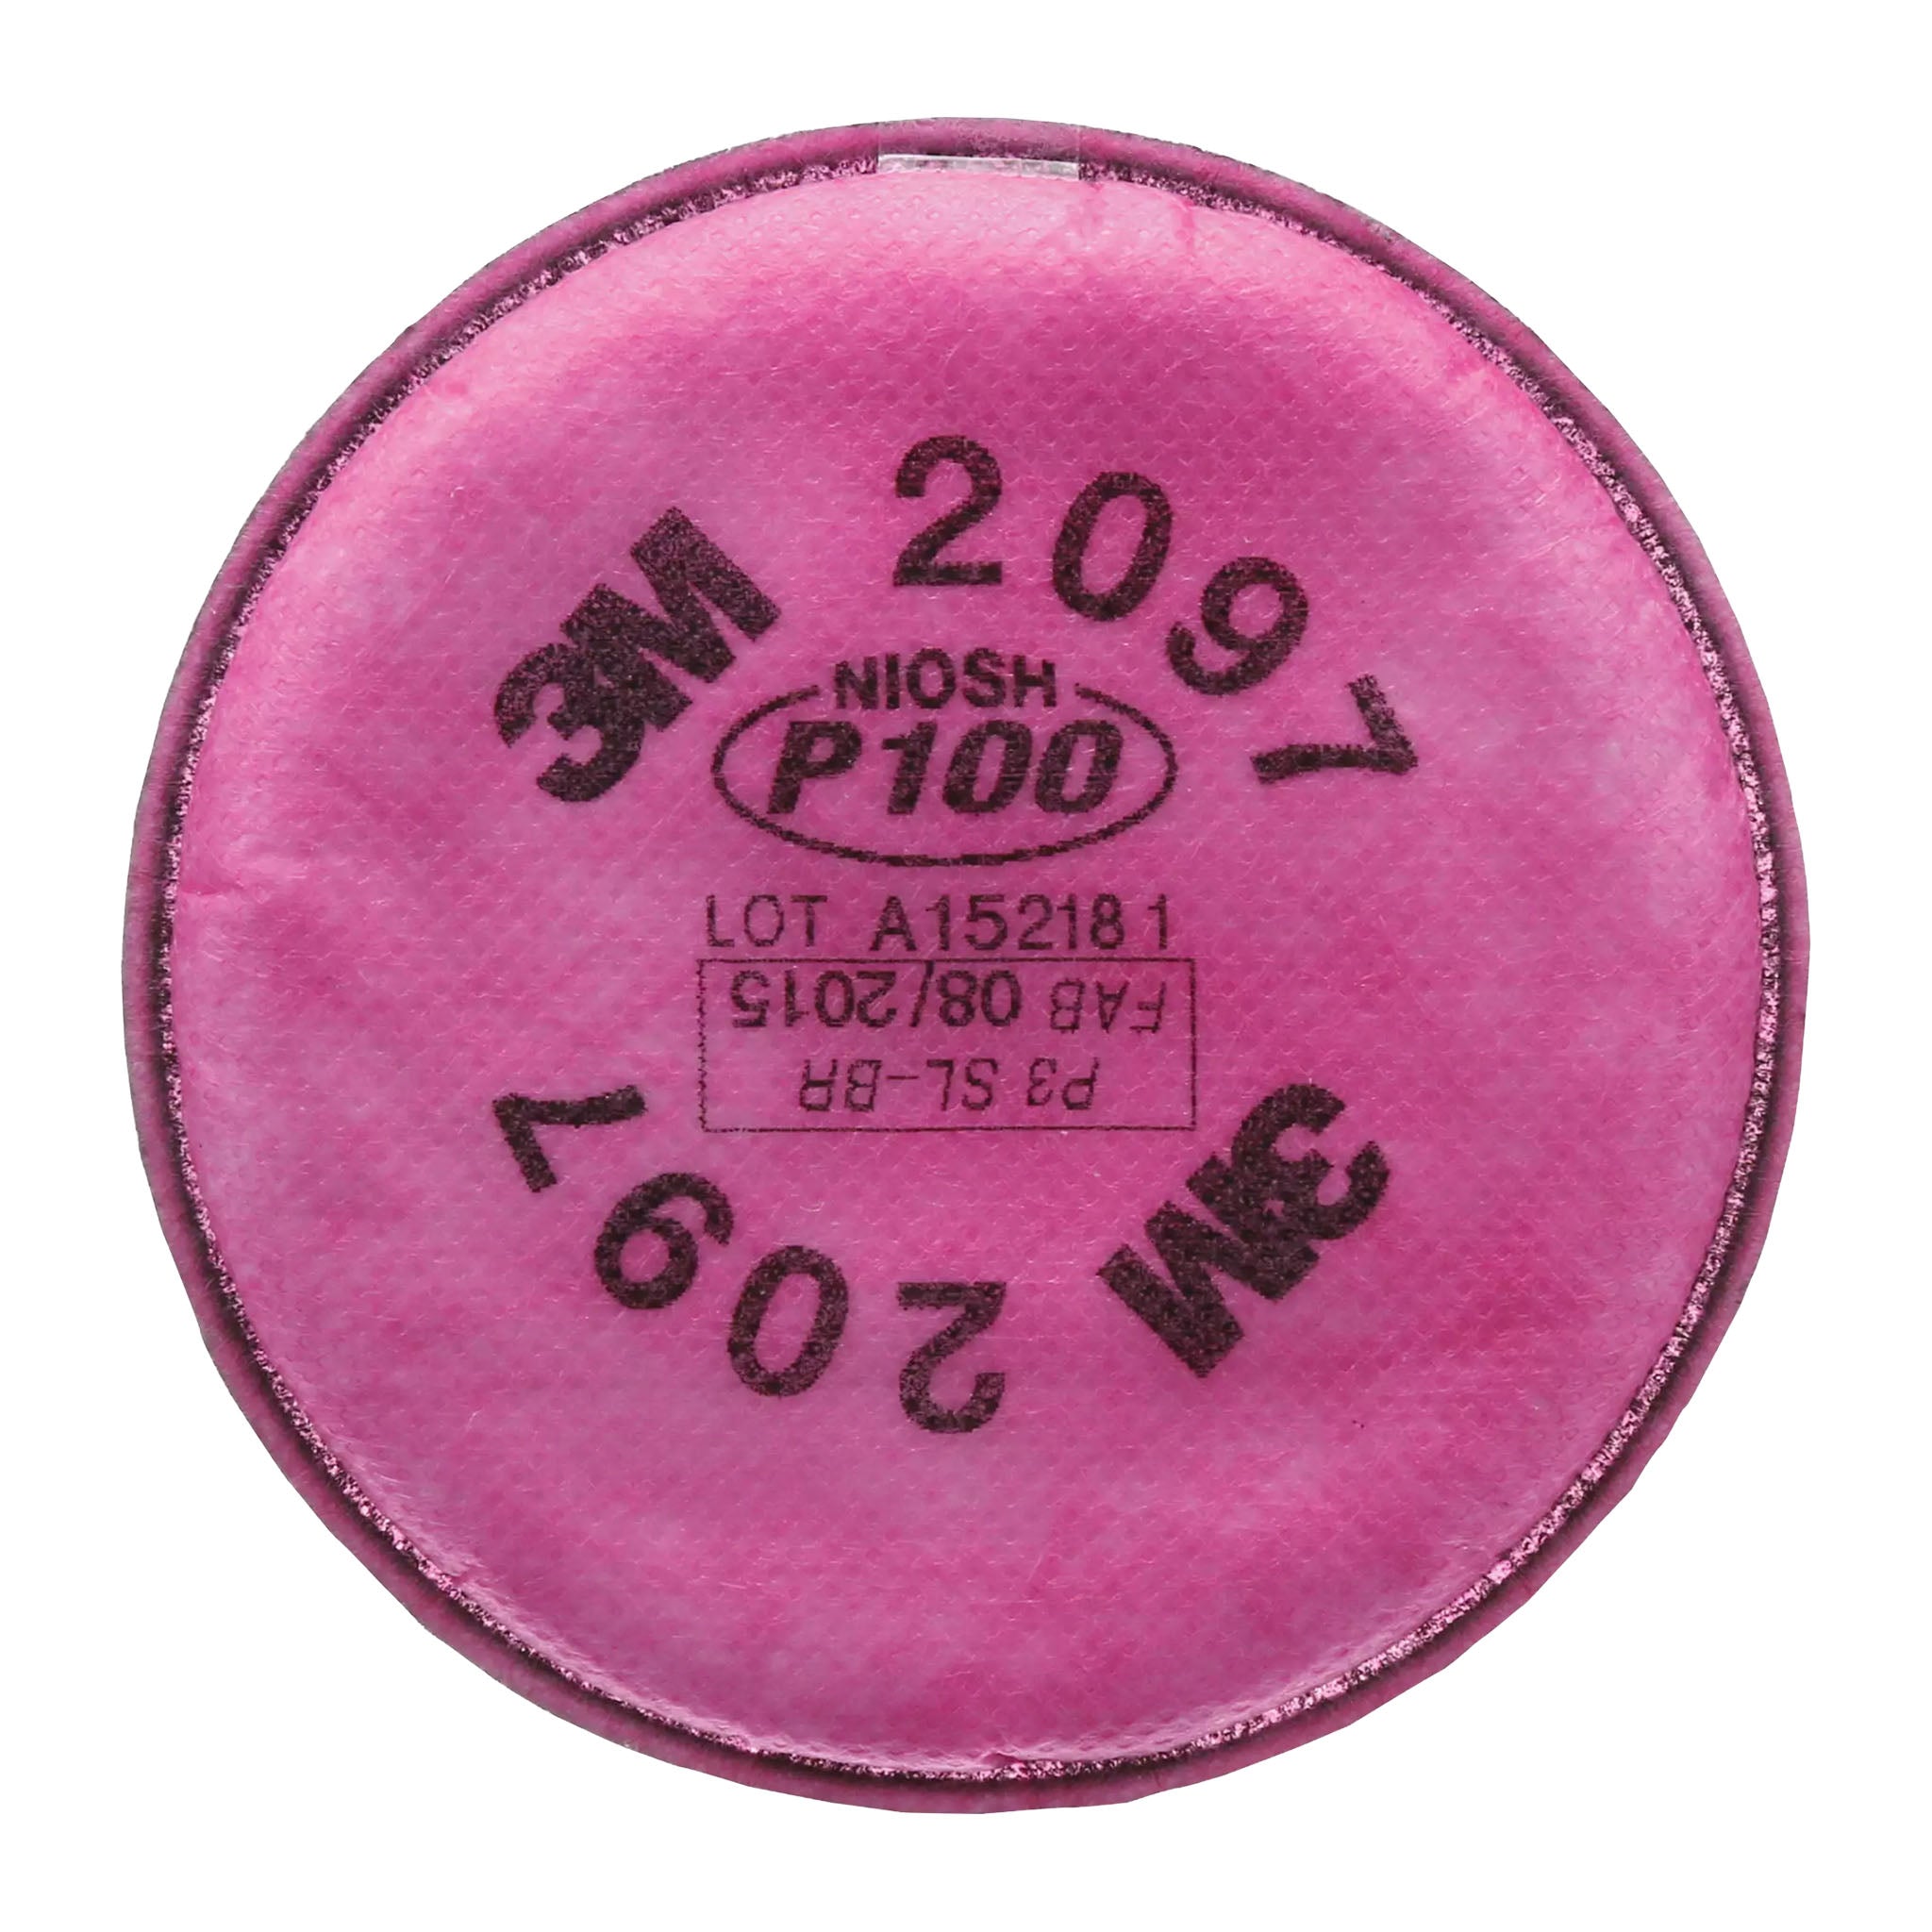 3M 2097
NIOSH
P100
LOT A152181
FAB 08/2015
P3 SL-BR
3M 2097